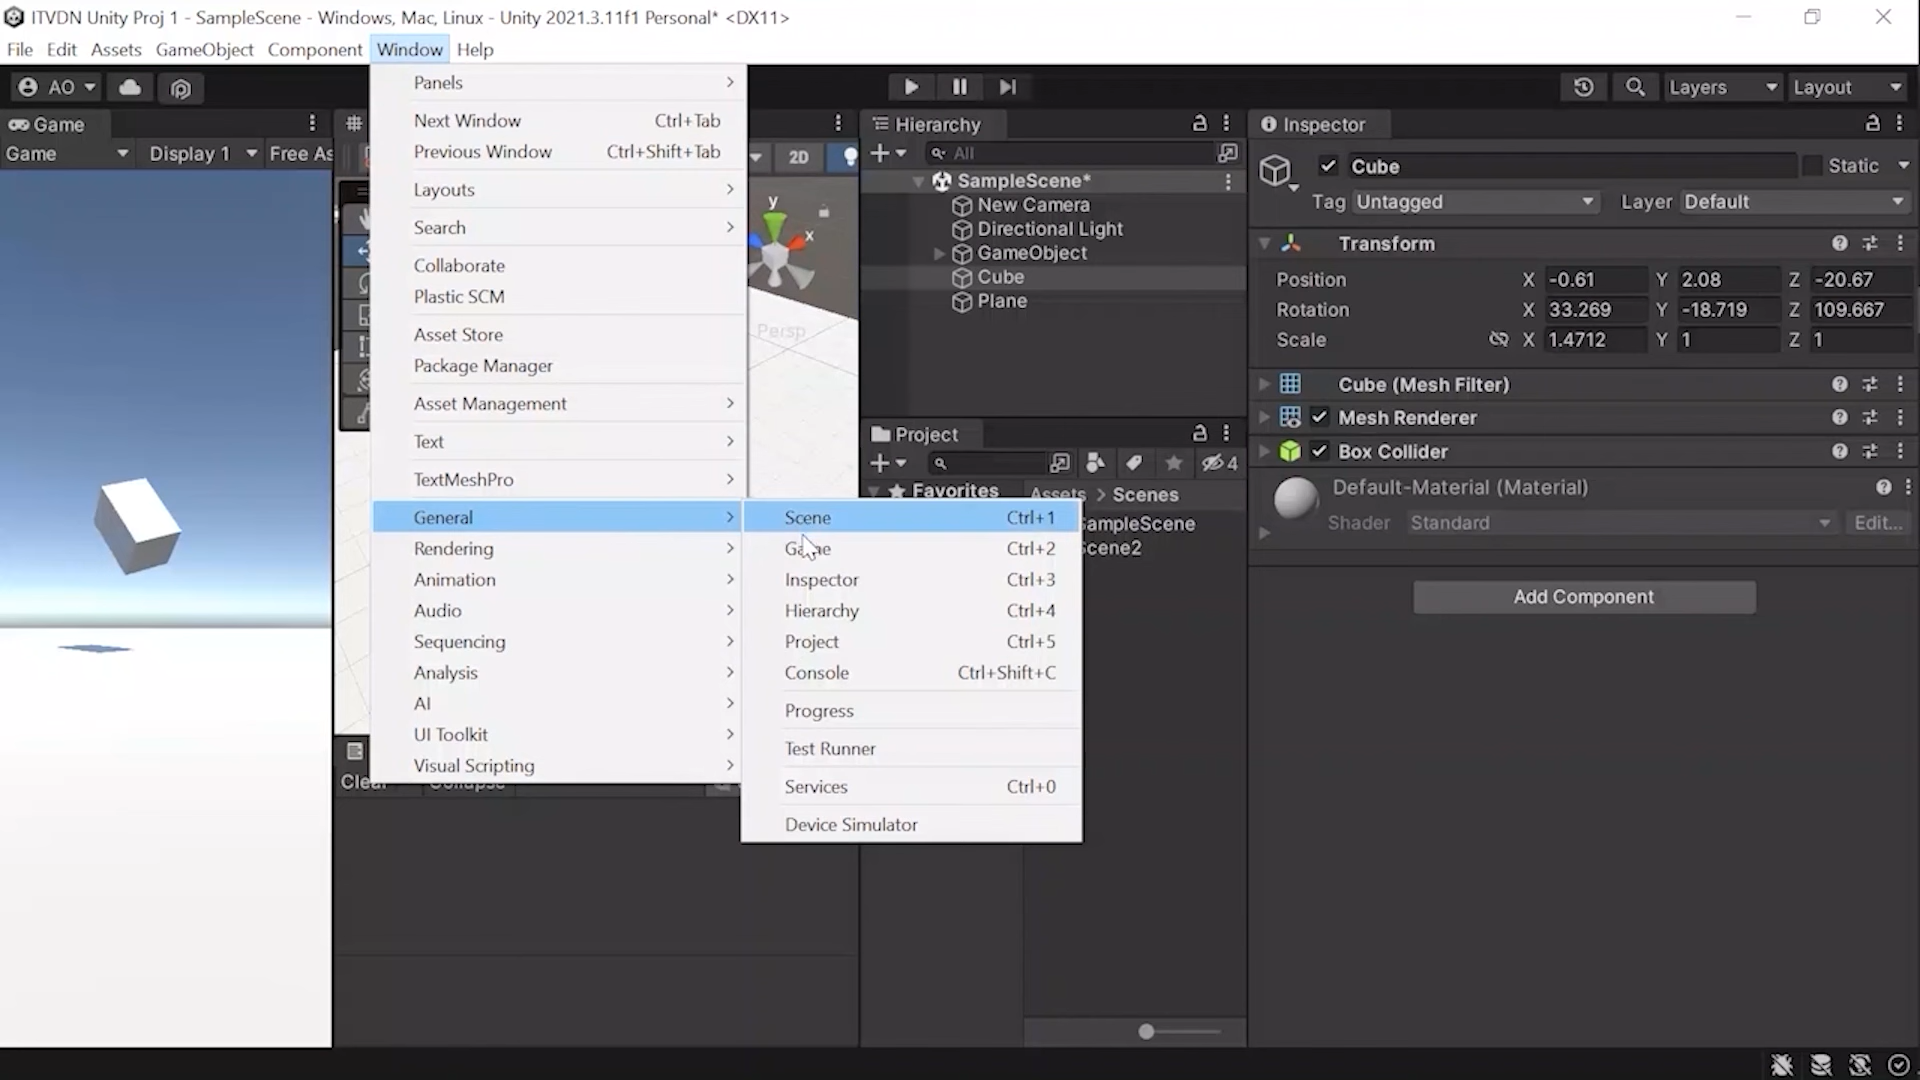 ITVDN Unity Proj 1 - SampleScene - Windows, Mac, Linux - Unity 2021.3.11f1 Personal* <DX11>
File Edit Assets GameObject Component Window Help
AO
Layers Layout
Game
Game Display 1 Free As
Panels
Next Window Ctrl+Tab
Previous Window Ctrl+Shift+Tab
Layouts
Search
Collaborate
Plastic SCM
Asset Store
Package Manager
Asset Management
Text
TextMeshPro
General
Rendering
Animation
Audio
Sequencing
Analysis
AI
UI Toolkit
Visual Scripting
Scene Ctrl+1
Game Ctrl+2
Inspector Ctrl+3
Hierarchy Ctrl+4
Project Ctrl+5
Console Ctrl+Shift+C
Progress
Test Runner
Services Ctrl+0
Device Simulator
2D
y
x
Persp
Clear Collapse
Hierarchy
All
SampleScene*
New Camera
Directional Light
GameObject
Cube
Plane
Project
4
Favorites
Assets > Scenes
SampleScene
Scene2
Inspector
Cube Static
Tag Untagged Layer Default
Transform
Position X -0.61 Y 2.08 Z -20.67
Rotation X 33.269 Y -18.719 Z 109.667
Scale X 1.4712 Y 1 Z 1
Cube (Mesh Filter)
Mesh Renderer
Box Collider
Default-Material (Material)
Shader Standard Edit...
Add Component